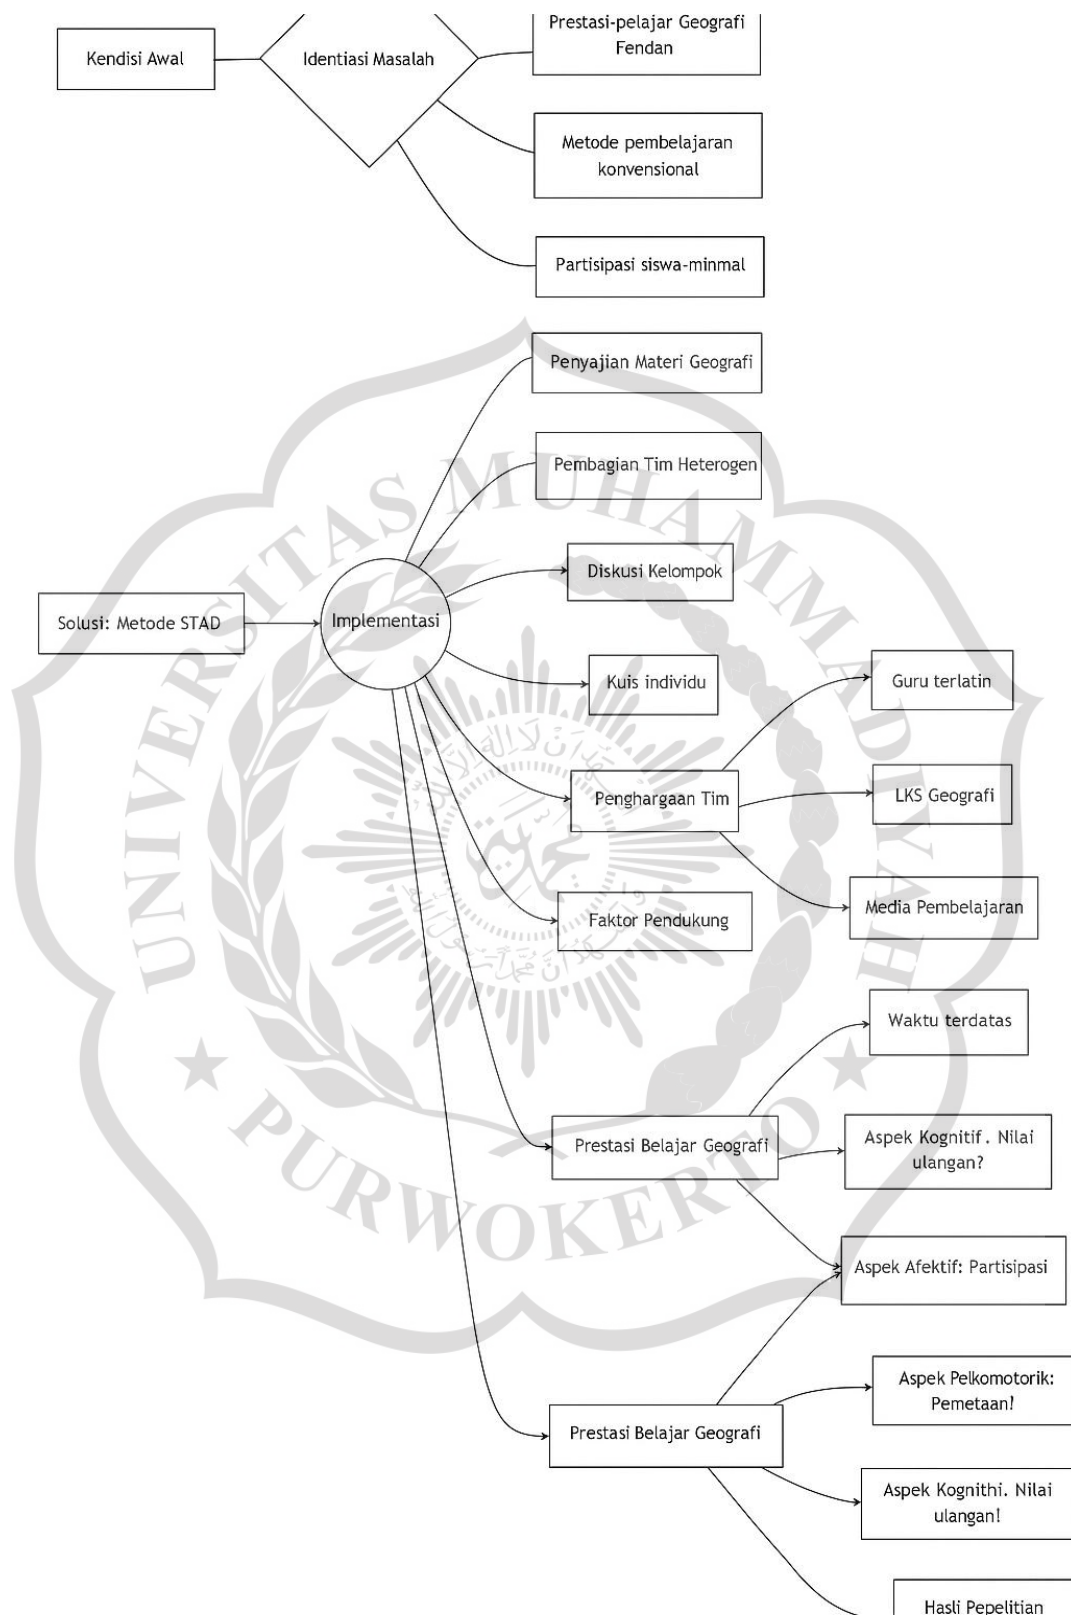 Prestasi-pelajar Geografi
Fendan
Kendisi Awal
Identiasi Masalah
Metode pembelajaran
konvensional
Partisipasi siswa-minmal
Penyajian Materi Geografi
Pembagian Tim Heterogen
Diskusi Kelompok
Solusi: Metode STAD
Implementasi
Kuis individu
Guru terlatin
Penghargaan Tim
LKS Geografi
Faktor Pendukung
Media Pembelajaran
Waktu terdatas
Prestasi Belajar Geografi
Aspek Kognitif. Nilai
ulangan?
Aspek Afektif: Partisipasi
Aspek Pelkomotorik:
Pemetaan!
Prestasi Belajar Geografi
Aspek Kognithi. Nilai
ulangan!
Hasli Pepelitian
UNIVERSITAS MUHAMMADIYAH
PURWOKERTO